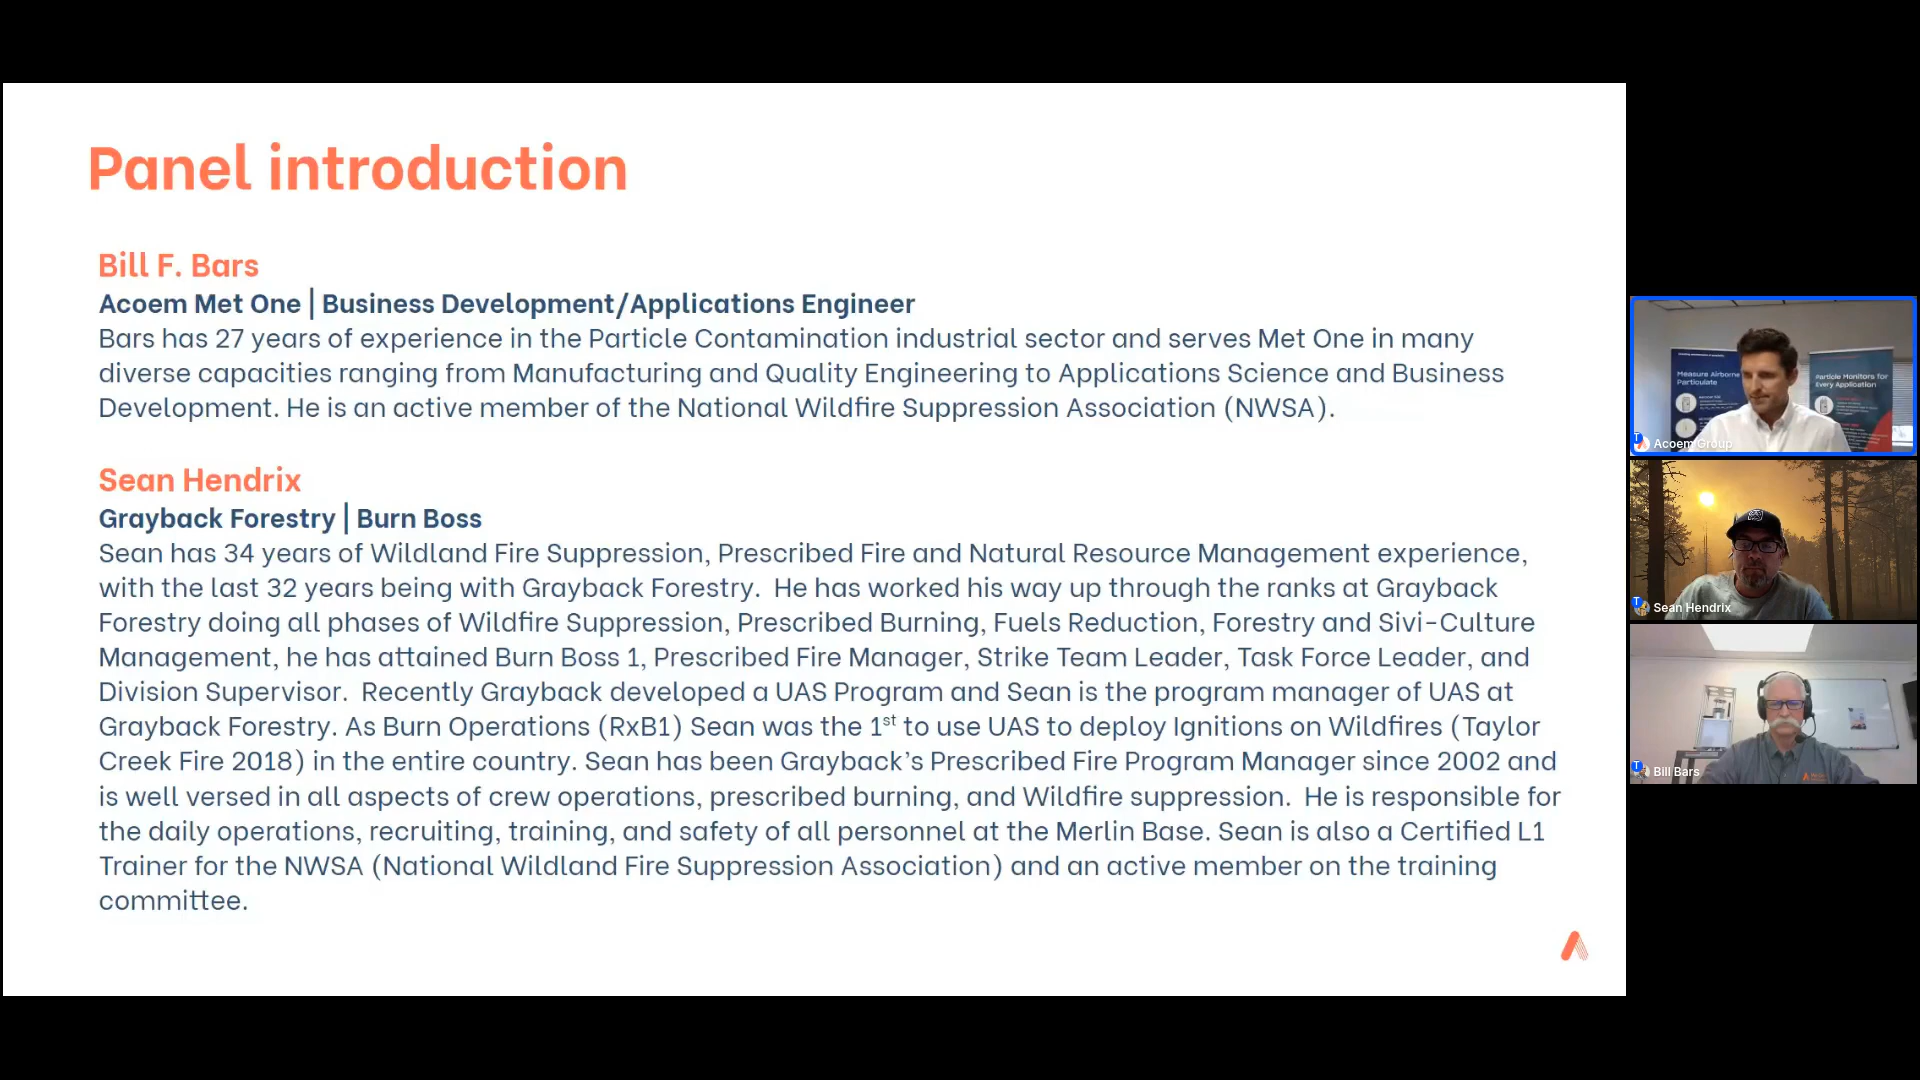 Panel introduction
Bill F. Bars
Acoem Met One | Business Development/Applications Engineer
Bars has 27 years of experience in the Particle Contamination industrial sector and serves Met One in many
diverse capacities ranging from Manufacturing and Quality Engineering to Applications Science and Business
Development. He is an active member of the National Wildfire Suppression Association (NWSA).
Sean Hendrix
Grayback Forestry | Burn Boss
Sean has 34 years of Wildland Fire Suppression, Prescribed Fire and Natural Resource Management experience,
with the last 32 years being with Grayback Forestry.  He has worked his way up through the ranks at Grayback
Forestry doing all phases of Wildfire Suppression, Prescribed Burning, Fuels Reduction, Forestry and Sivi-Culture
Management, he has attained Burn Boss 1, Prescribed Fire Manager, Strike Team Leader, Task Force Leader, and
Division Supervisor.  Recently Grayback developed a UAS Program and Sean is the program manager of UAS at
Grayback Forestry. As Burn Operations (RxB1) Sean was the 1st to use UAS to deploy Ignitions on Wildfires (Taylor
Creek Fire 2018) in the entire country. Sean has been Grayback's Prescribed Fire Program Manager since 2002 and
is well versed in all aspects of crew operations, prescribed burning, and Wildfire suppression.  He is responsible for
the daily operations, recruiting, training, and safety of all personnel at the Merlin Base. Sean is also a Certified L1
Trainer for the NWSA (National Wildland Fire Suppression Association) and an active member on the training
committee.
Measure Airborne
Particulate
Particle Monitors for
Every Application
Acoem Group
Sean Hendrix
Bill Bars